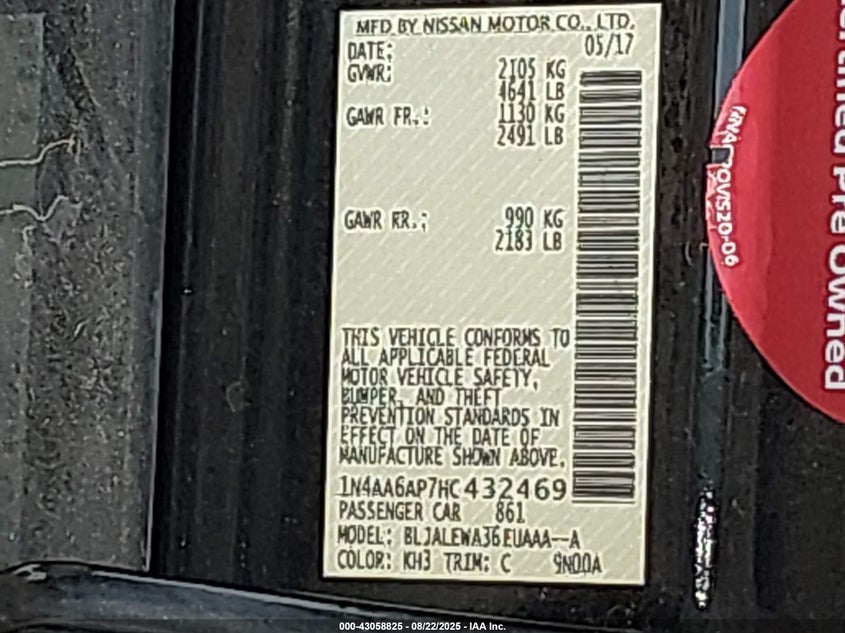 MFD BY NISSAN MOTOR CO., LTD.
DATE: 05/17
GVWR: 2105 KG
4641 LB
GAWR FR.: 1130 KG
2491 LB
GAWR RR.: 990 KG
2183 LB
THIS VEHICLE CONFORMS TO
ALL APPLICABLE FEDERAL
MOTOR VEHICLE SAFETY,
BUMPER, AND THEFT
PREVENTION STANDARDS IN
EFFECT ON THE DATE OF
MANUFACTURE SHOWN ABOVE.
1N4AA6AP7HC432469
PASSENGER CAR 861
MODEL: BLJALEWA36EUAAA--A
COLOR: KH3 TRIM: C 9N00A
Pre Owned
000-43058825 - 08/22/2025 - IAA Inc.